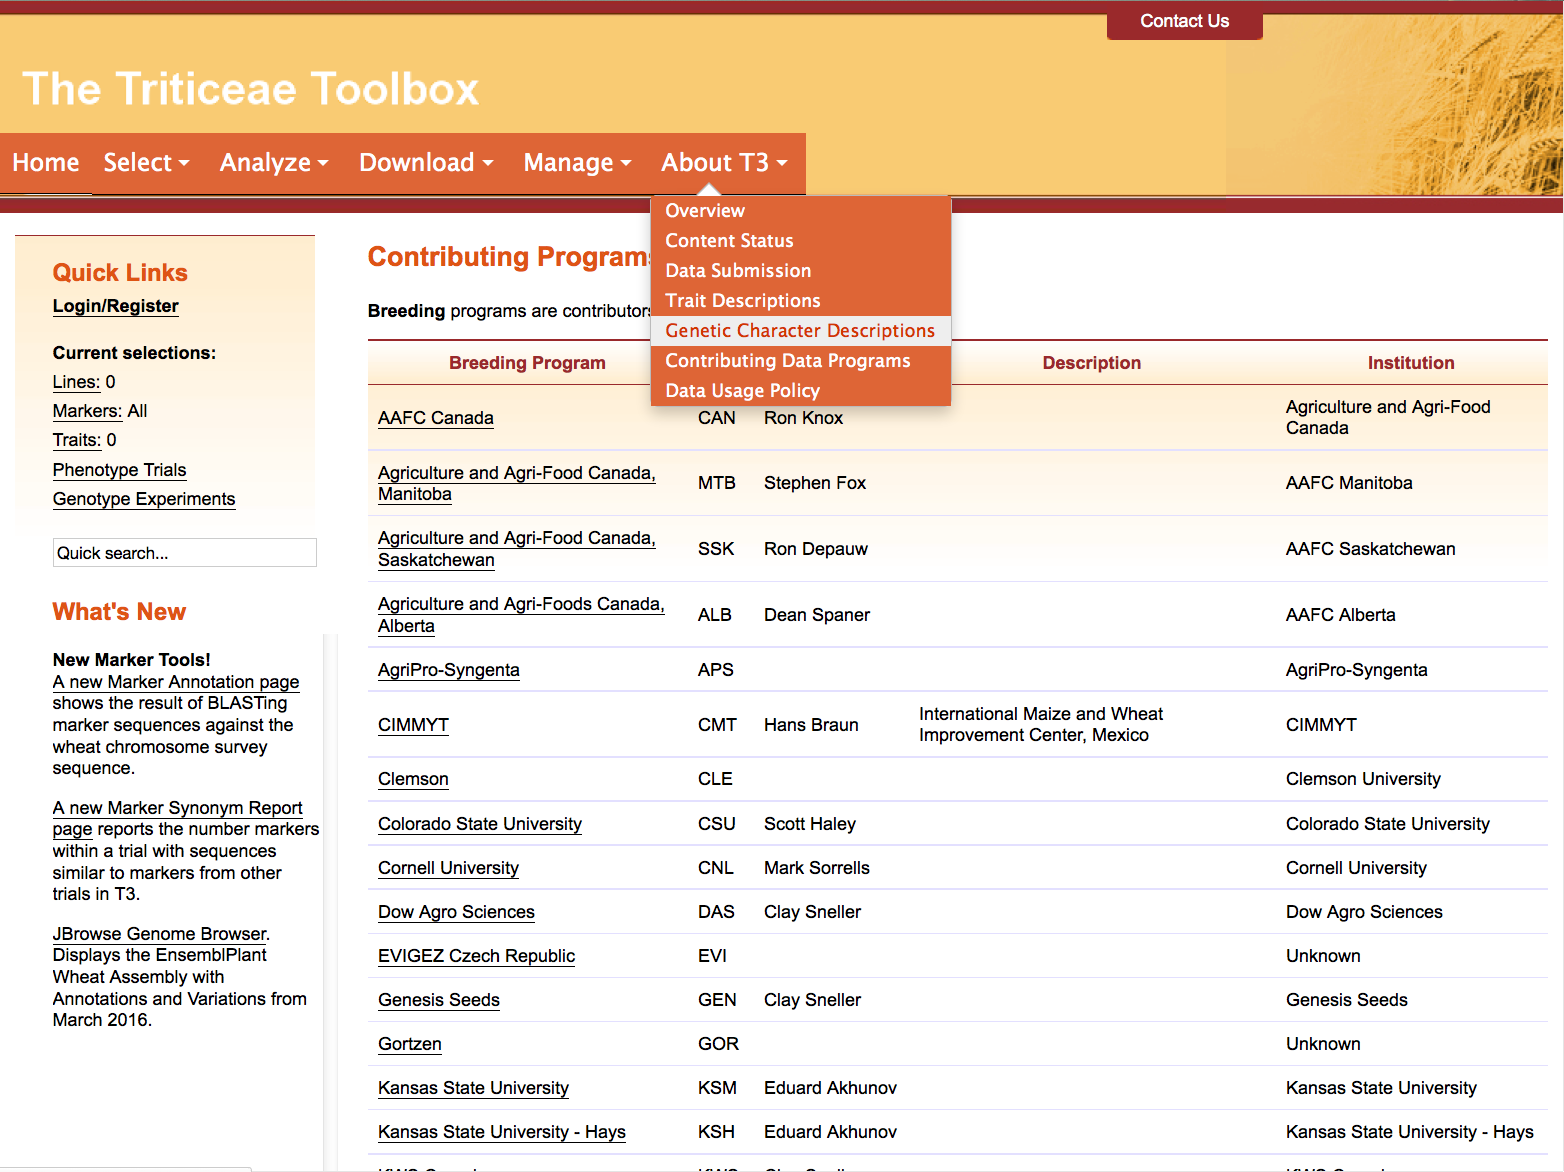 Contact Us
The Triticeae Toolbox
Home Select Analyze Download Manage About T3
Overview
Content Status
Data Submission
Trait Descriptions
Genetic Character Descriptions
Contributing Data Programs
Data Usage Policy
Quick Links
Login/Register
Current selections:
Lines: 0
Markers: All
Traits: 0
Phenotype Trials
Genotype Experiments
Quick search...
What's New
New Marker Tools!
A new Marker Annotation page
shows the result of BLASTing
marker sequences against the
wheat chromosome survey
sequence.
A new Marker Synonym Report
page reports the number markers
within a trial with sequences
similar to markers from other
trials in T3.
JBrowse Genome Browser.
Displays the EnsemblPlant
Wheat Assembly with
Annotations and Variations from
March 2016.
Contributing Programs
Breeding programs are contributors
Breeding Program Description Institution
AAFC Canada CAN Ron Knox Agriculture and Agri-Food
Canada
Agriculture and Agri-Food Canada,
Manitoba MTB Stephen Fox AAFC Manitoba
Agriculture and Agri-Food Canada,
Saskatchewan SSK Ron Depauw AAFC Saskatchewan
Agriculture and Agri-Foods Canada,
Alberta ALB Dean Spaner AAFC Alberta
AgriPro-Syngenta APS AgriPro-Syngenta
CIMMYT CMT Hans Braun International Maize and Wheat
Improvement Center, Mexico CIMMYT
Clemson CLE Clemson University
Colorado State University CSU Scott Haley Colorado State University
Cornell University CNL Mark Sorrells Cornell University
Dow Agro Sciences DAS Clay Sneller Dow Agro Sciences
EVIGEZ Czech Republic EVI Unknown
Genesis Seeds GEN Clay Sneller Genesis Seeds
Gortzen GOR Unknown
Kansas State University KSM Eduard Akhunov Kansas State University
Kansas State University - Hays KSH Eduard Akhunov Kansas State University - Hays